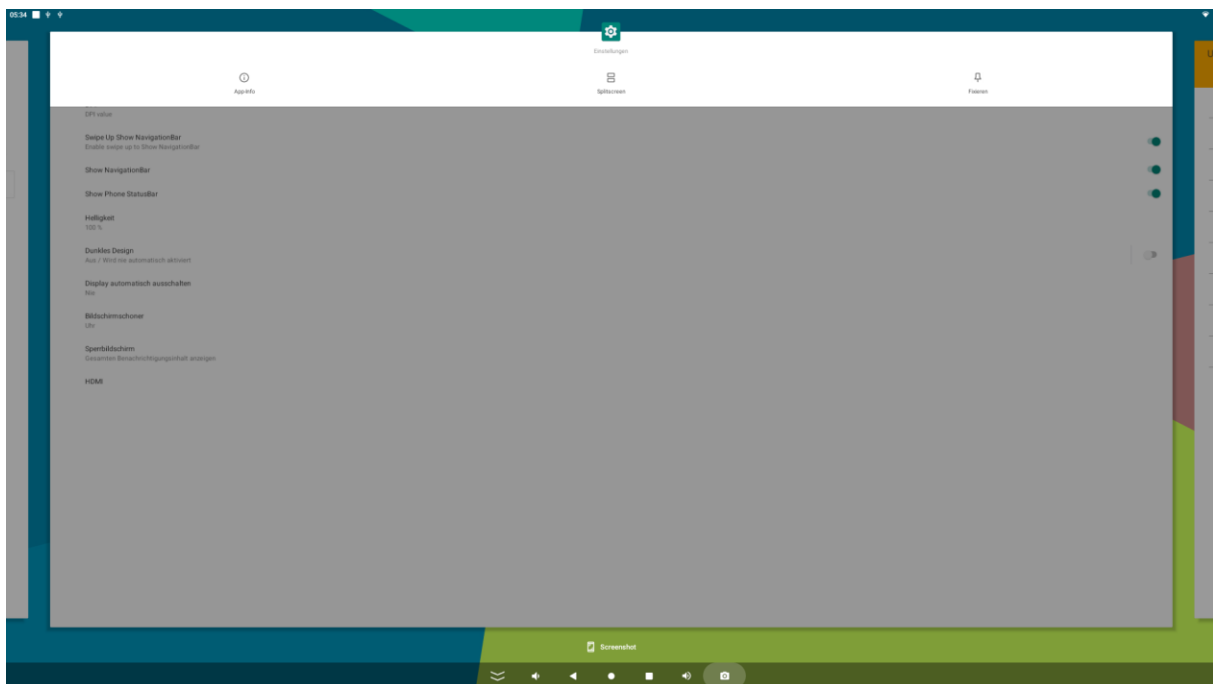 05:34
U
Einstellungen
App-Info
Splitscreen
Fixieren
DPI value
Swipe Up Show NavigationBar
Enable swipe up to Show NavigationBar
Show NavigationBar
Show Phone StatusBar
Helligkeit
100 %
Dunkles Design
Aus / Wird nie automatisch aktiviert
Display automatisch ausschalten
Nie
Bildschirmschoner
Uhr
Sperrbildschirm
Gesamten Benachrichtigungsinhalt anzeigen
HDMI
Screenshot